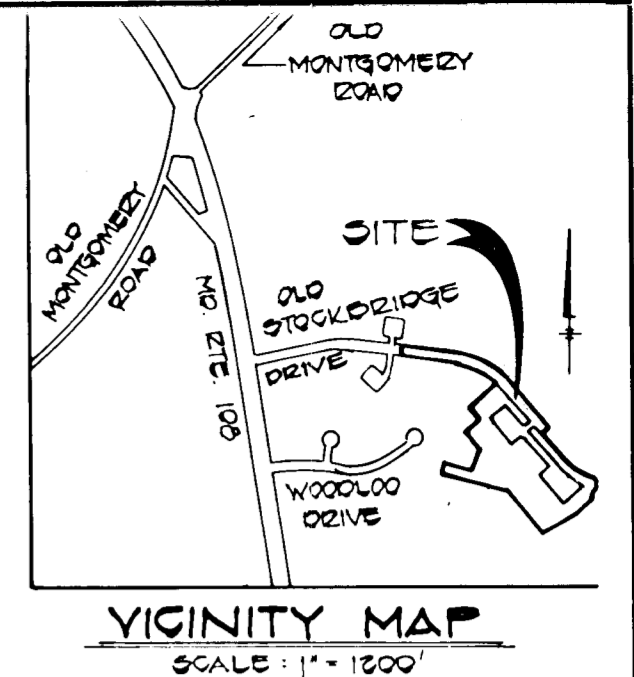 OLD
MONTGOMERY
ROAD
OLD
MONTGOMERY
ROAD
SITE
OLD
STOCKBRIDGE
DRIVE
MD. RTE. 108
WOODLOO
DRIVE
VICINITY MAP
SCALE : 1" = 1200'